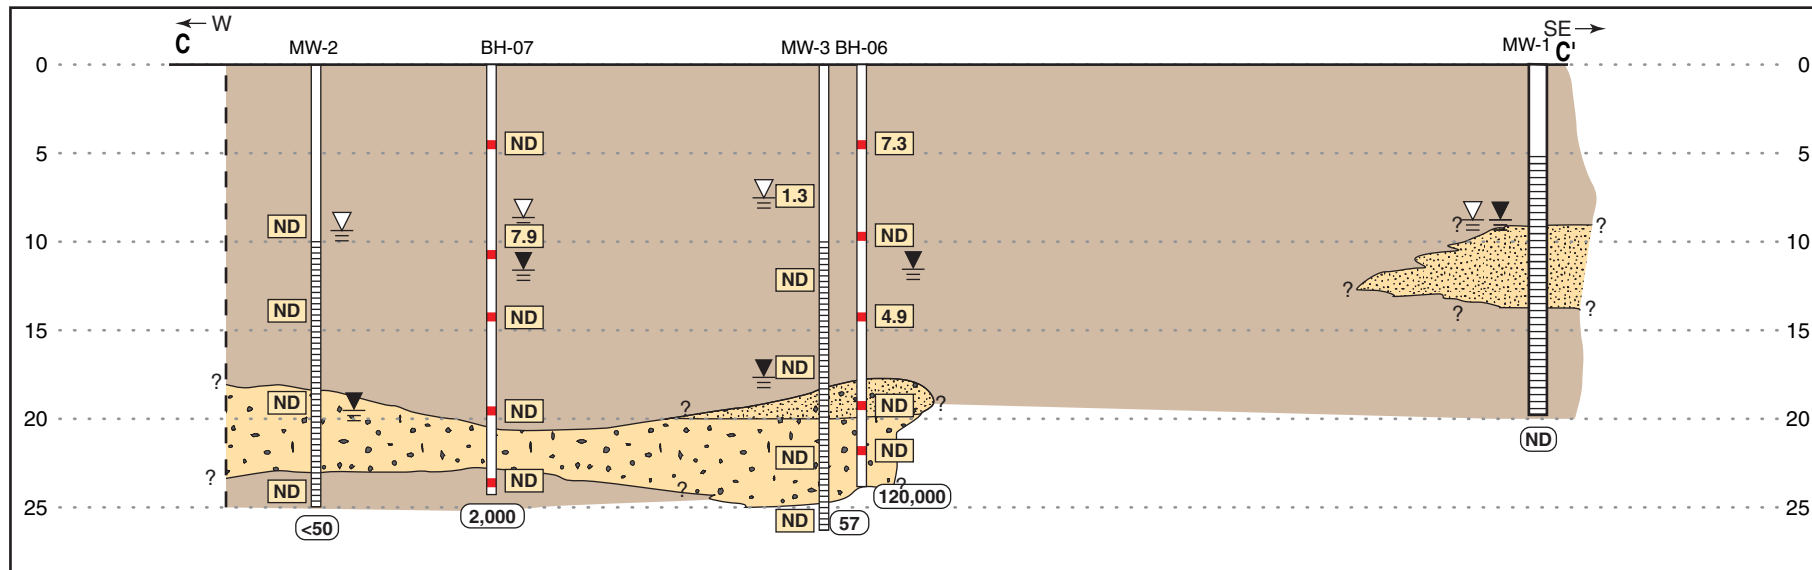 W
C
SE
C'
MW-2
BH-07
MW-3 BH-06
MW-1
0
0
ND
7.3
5
5
1.3
ND
7.9
ND
?
?
10
10
ND
?
ND
ND
4.9
?
?
15
15
ND
?
ND
ND
ND
?
?
20
20
ND
ND
ND
ND
?
ND
?
?
ND
120,000
25
25
<50
2,000
ND
57